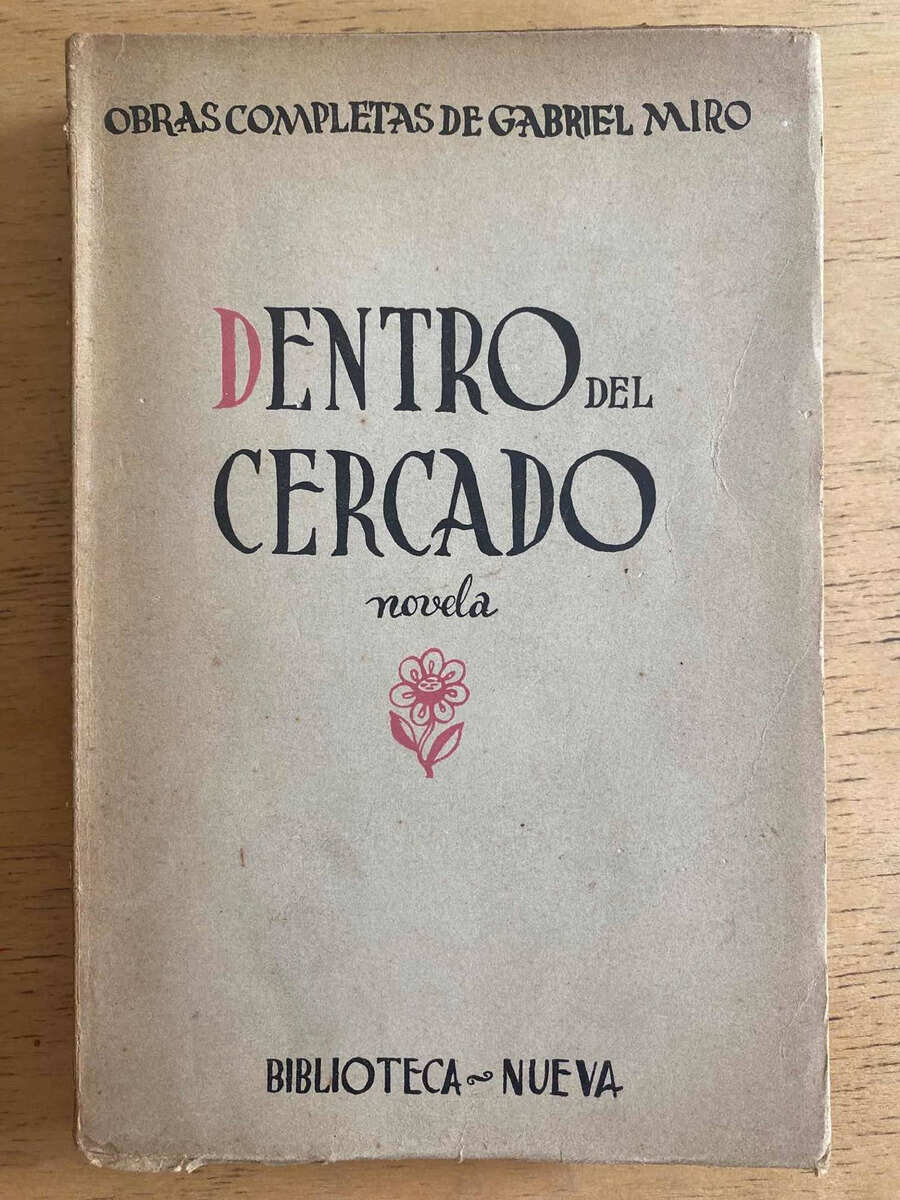 OBRAS COMPLETAS DE GABRIEL MIRO
DENTRO DEL
CERCADO
novela
BIBLIOTECA ~ NUEVA